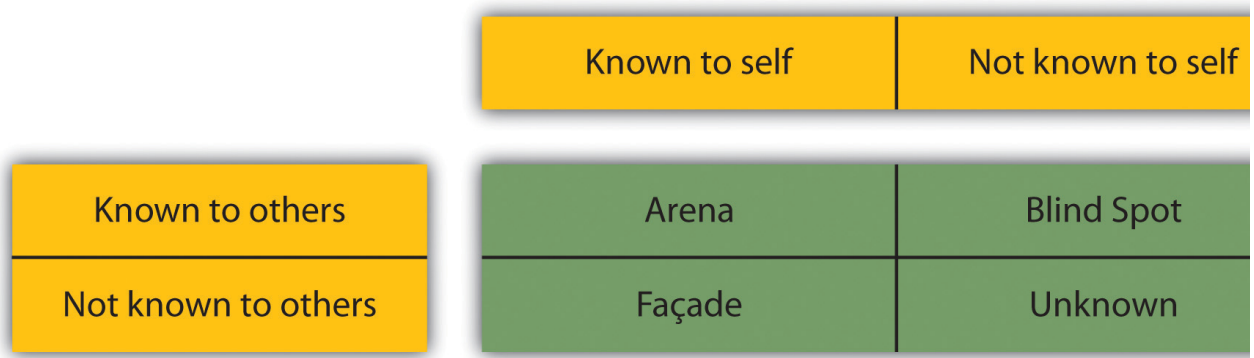 Known to self Not known to self
Known to others Arena Blind Spot
Not known to others Façade Unknown